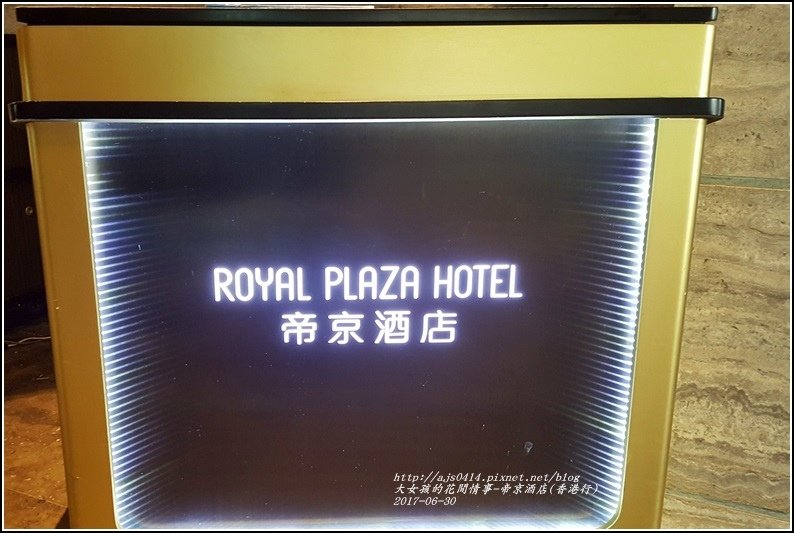 ROYAL PLAZA HOTEL
帝京酒店
http://ajs0414.pixnet.net/blog
大女孩的花間情事-帝京酒店(香港行)
2017-06-30